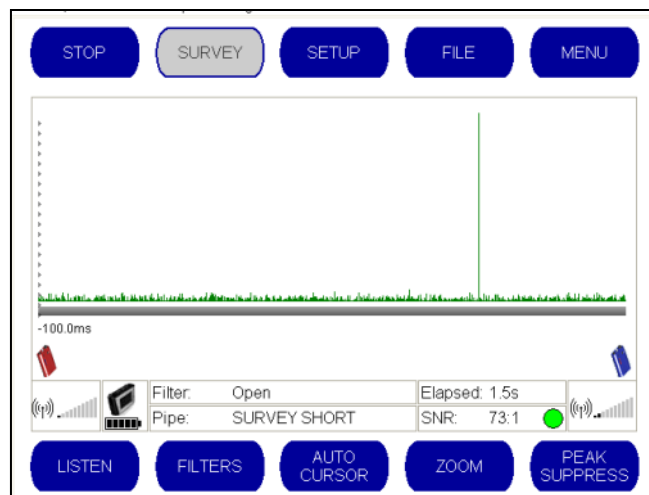 STOP SURVEY SETUP FILE MENU
-100.0ms
Filter: Open Elapsed: 1.5s
Pipe: SURVEY SHORT SNR: 73:1
LISTEN FILTERS AUTO CURSOR ZOOM PEAK SUPPRESS